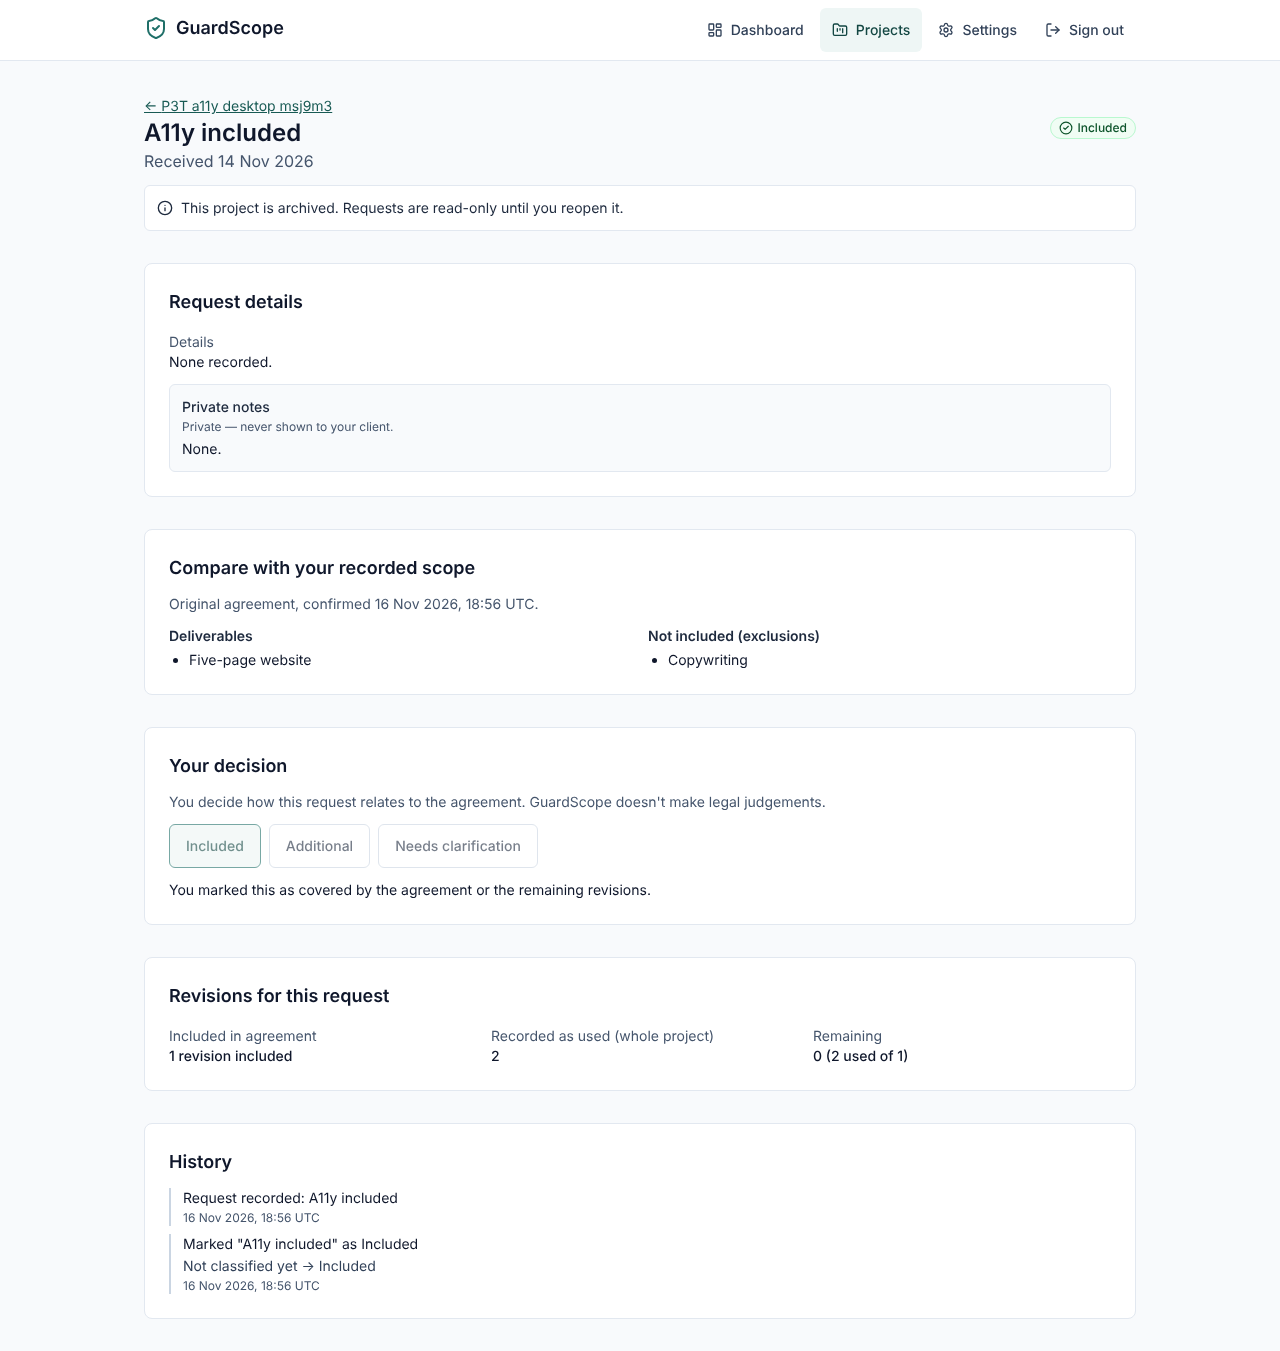 GuardScope
Dashboard
Projects
Settings
Sign out
← P3T a11y desktop msj9m3
A11y included
Included
Received 14 Nov 2026
This project is archived. Requests are read-only until you reopen it.
Request details
Details
None recorded.
Private notes
Private — never shown to your client.
None.
Compare with your recorded scope
Original agreement, confirmed 16 Nov 2026, 18:56 UTC.
Deliverables
• Five-page website
Not included (exclusions)
• Copywriting
Your decision
You decide how this request relates to the agreement. GuardScope doesn't make legal judgements.
Included
Additional
Needs clarification
You marked this as covered by the agreement or the remaining revisions.
Revisions for this request
Included in agreement
1 revision included
Recorded as used (whole project)
2
Remaining
0 (2 used of 1)
History
Request recorded: A11y included
16 Nov 2026, 18:56 UTC
Marked "A11y included" as Included
Not classified yet → Included
16 Nov 2026, 18:56 UTC